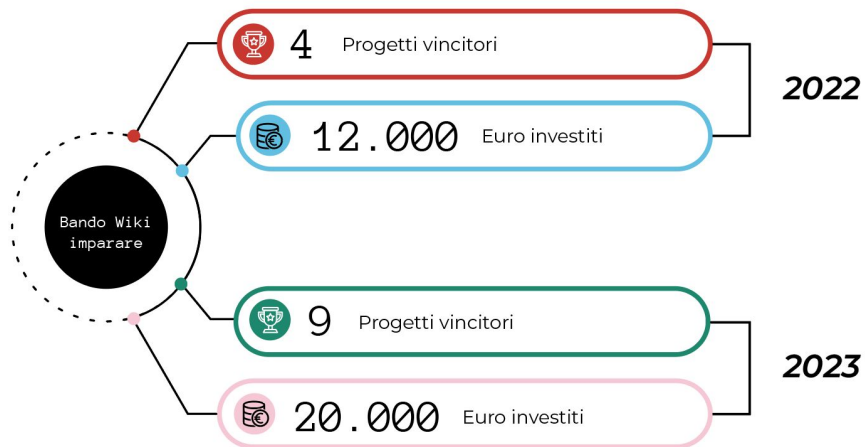 4 Progetti vincitori
2022
12.000 Euro investiti
Bando Wiki
imparare
9 Progetti vincitori
2023
20.000 Euro investiti